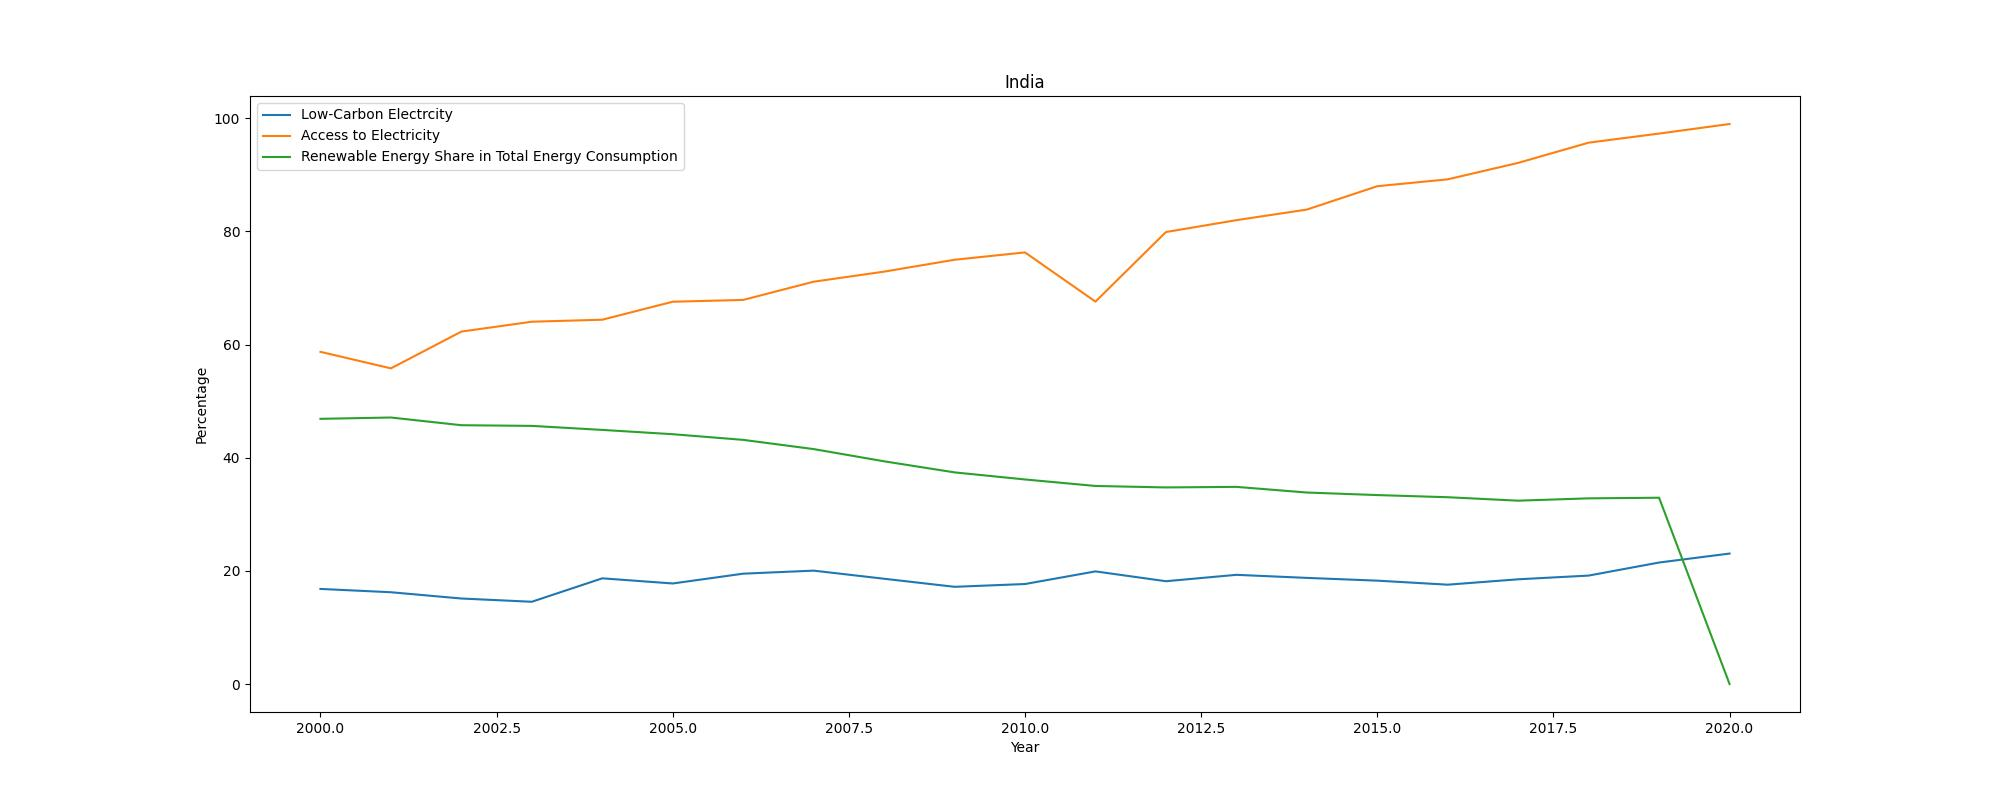 India
Low-Carbon Electrcity
Access to Electricity
Renewable Energy Share in Total Energy Consumption
100
80
60
40
20
0
Percentage
2000.0 2002.5 2005.0 2007.5 2010.0 2012.5 2015.0 2017.5 2020.0
Year